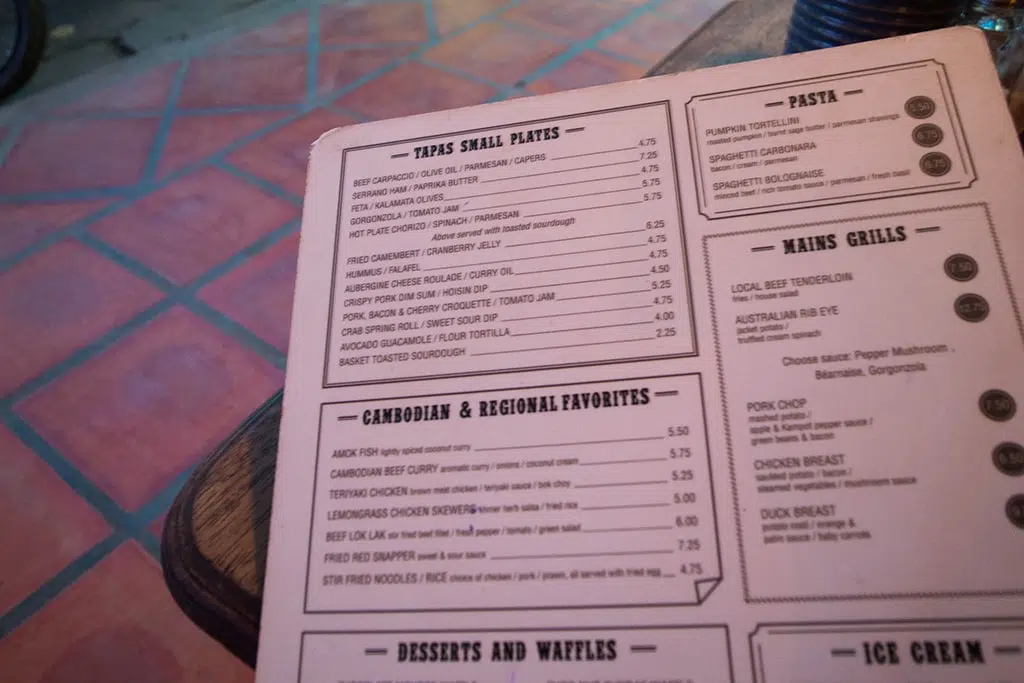 TAPAS SMALL PLATES
BEEF CARPACCIO / OLIVE OIL / PARMESAN / CAPERS 4.75
SERRANO HAM / PAPRIKA BUTTER 7.25
FETA / KALAMATA OLIVES 4.75
GORGONZOLA / TOMATO JAM 5.75
HOT PLATE CHORIZO / SPINACH / PARMESAN 5.75
Above served with toasted sourdough
FRIED CAMEMBERT / CRANBERRY JELLY 6.25
HUMMUS / FALAFEL 4.75
AUBERGINE CHEESE ROULADE / CURRY OIL 4.75
CRISPY PORK DIM SUM / HOISIN DIP 4.50
PORK, BACON & CHERRY CROQUETTE / TOMATO JAM 5.25
CRAB SPRING ROLL / SWEET SOUR DIP 4.75
AVOCADO GUACAMOLE / FLOUR TORTILLA 4.00
BASKET TOASTED SOURDOUGH 2.25
CAMBODIAN & REGIONAL FAVORITES
AMOK FISH lightly spiced coconut curry 5.50
CAMBODIAN BEEF CURRY aromatic curry / onions / coconut cream 5.75
TERIYAKI CHICKEN brown meat chicken / teriyaki sauce / bok choy 5.25
LEMONGRASS CHICKEN SKEWERS khmer herb salsa / fried rice 5.00
BEEF LOK LAK stir fried beef fillet / fresh pepper / tomato / green salad 6.00
FRIED RED SNAPPER sweet & sour sauce 7.25
STIR FRIED NOODLES / RICE choice of chicken / pork / prawn, all served with fried egg 4.75
DESSERTS AND WAFFLES
PASTA
PUMPKIN TORTELLINI 5.50
roasted pumpkin / burnt sage butter / parmesan shavings
SPAGHETTI CARBONARA 6.75
bacon / cream / parmesan
SPAGHETTI BOLOGNAISE 6.75
minced beef / rich tomato sauce / parmesan / fresh basil
MAINS GRILLS
LOCAL BEEF TENDERLOIN 7.50
fries / house salad
AUSTRALIAN RIB EYE
jacket potato /
truffled cream spinach
Choose sauce: Pepper Mushroom ,
Béarnaise, Gorgonzola
PORK CHOP 7.50
mashed potato /
apple & Kampot pepper sauce /
green beans & bacon
CHICKEN BREAST 6.50
sautéed potato / bacon /
steamed vegetables / mushroom sauce
DUCK BREAST
potato rosti / orange &
palm sauce / baby carrots
ICE CREAM